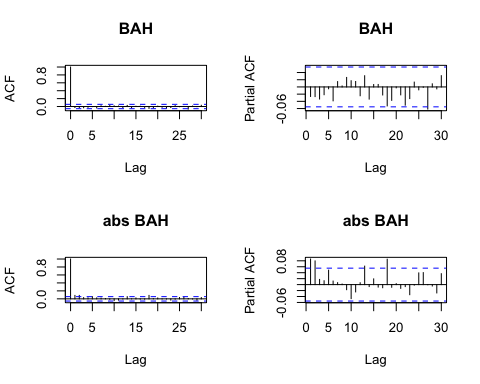 BAH
ACF
0.0 0.8
0 5 15 25
Lag
BAH
Partial ACF
-0.06
0 10 20 30
Lag
abs BAH
ACF
0.0 0.8
0 5 15 25
Lag
abs BAH
Partial ACF
-0.06 0.08
0 10 20 30
Lag